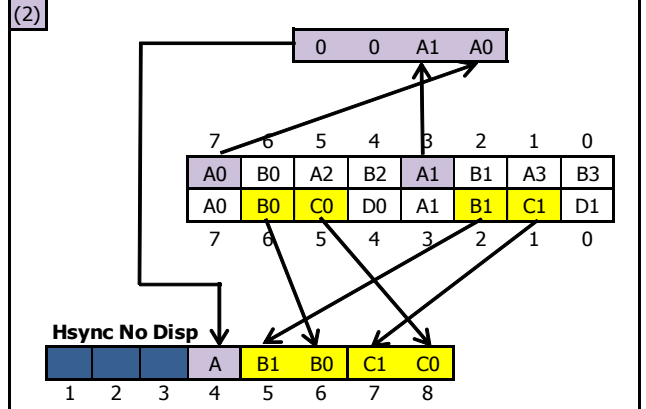 (2)
0 0 A1 A0
7 6 5 4 3 2 1 0
A0 B0 A2 B2 A1 B1 A3 B3
A0 B0 C0 D0 A1 B1 C1 D1
7 6 5 4 3 2 1 0
Hsync No Disp
A B1 B0 C1 C0
1 2 3 4 5 6 7 8